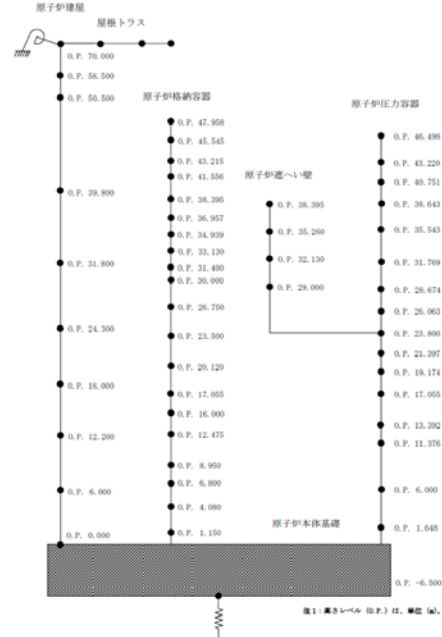 原子炉建屋
屋根トラス
O.P. 70.000
O.P. 58.500
O.P. 50.500
O.P. 39.800
O.P. 31.800
O.P. 24.300
O.P. 18.000
O.P. 12.200
O.P. 6.000
O.P. 0.000
原子炉格納容器
O.P. 47.958
O.P. 45.545
O.P. 43.215
O.P. 41.556
O.P. 38.395
O.P. 36.957
O.P. 34.939
O.P. 33.130
O.P. 31.400
O.P. 30.000
O.P. 26.750
O.P. 23.500
O.P. 20.120
O.P. 17.055
O.P. 16.000
O.P. 12.475
O.P. 8.950
O.P. 6.800
O.P. 4.080
O.P. 1.150
原子炉遮へい壁
O.P. 38.395
O.P. 35.260
O.P. 32.130
O.P. 29.000
原子炉圧力容器
O.P. 46.498
O.P. 43.220
O.P. 40.751
O.P. 38.643
O.P. 35.543
O.P. 31.769
O.P. 28.674
O.P. 26.063
O.P. 23.800
O.P. 21.397
O.P. 19.174
O.P. 17.055
O.P. 13.392
O.P. 11.376
O.P. 6.000
O.P. 1.648
原子炉本体基礎
O.P. -6.500
注1：高さレベル（O.P.）は、単位（m）。